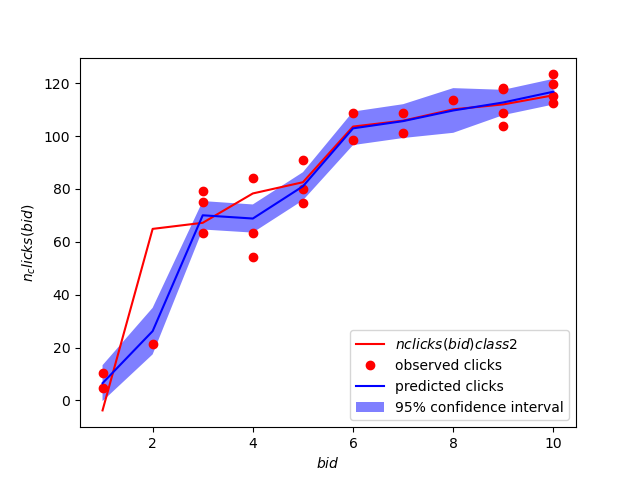 120
100
80
60
40
20
0
n_clicks(bid)
nclicks(bid)class2
observed clicks
predicted clicks
95% confidence interval
2
4
6
8
10
bid